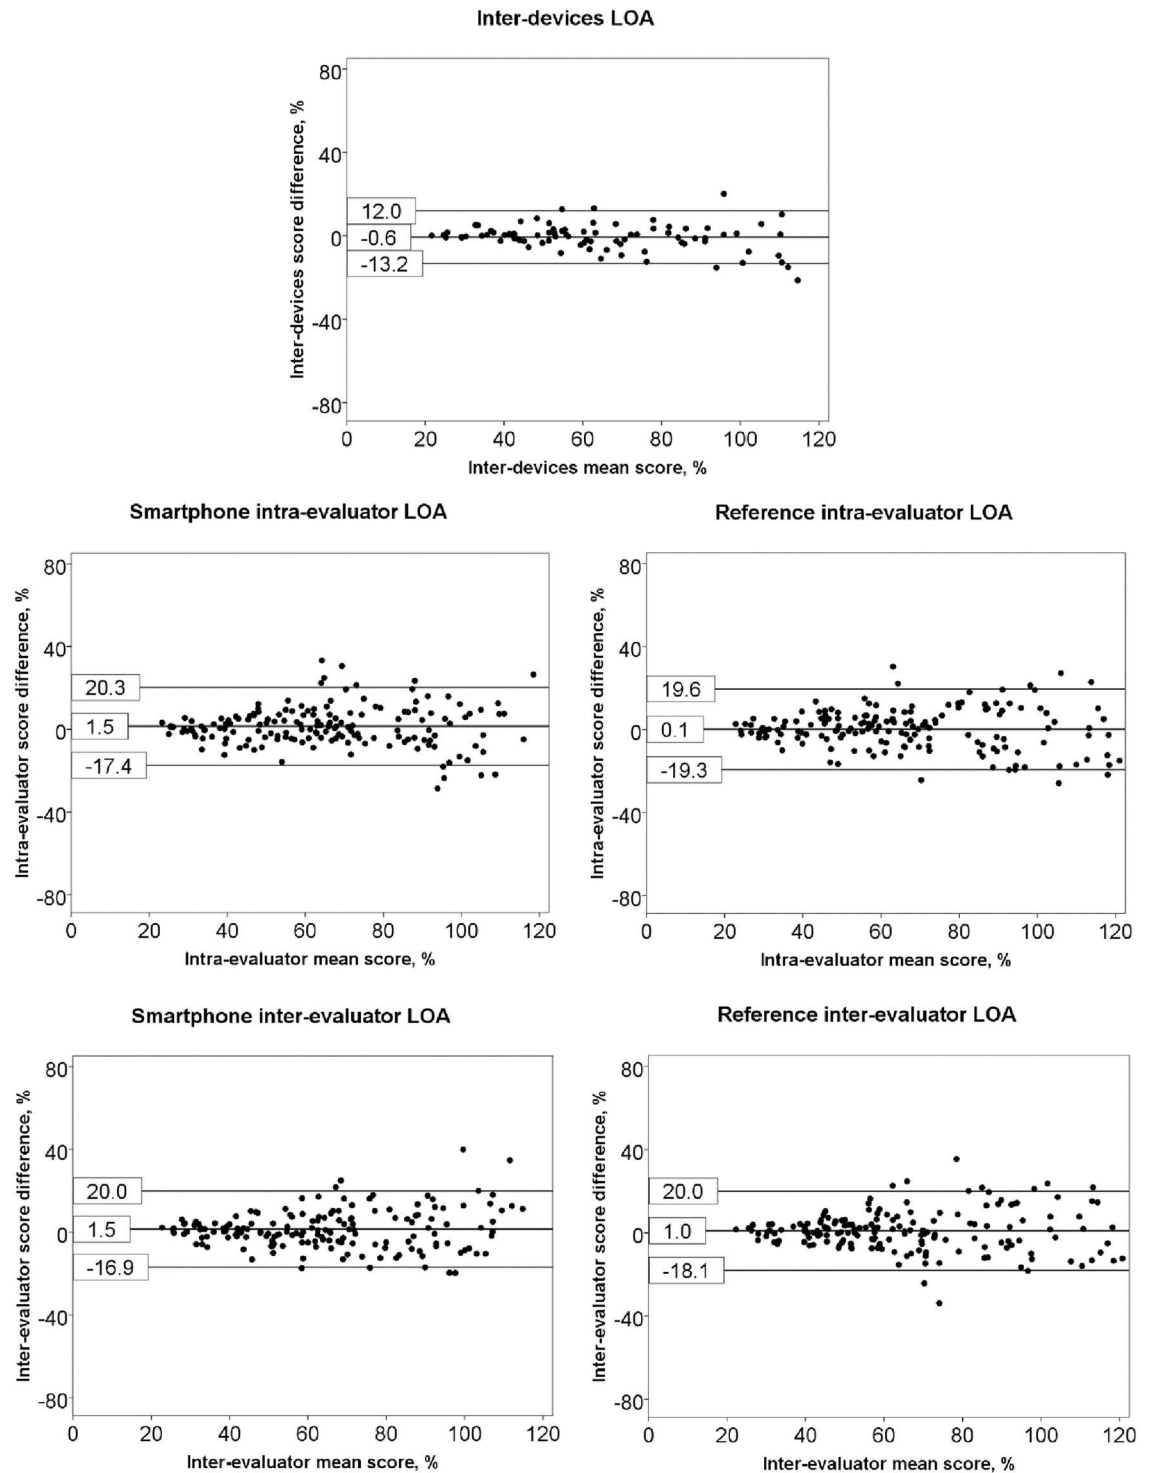 Inter-devices LOA
Inter-devices score difference, %
80
40
0
-40
-80
12.0
-0.6
-13.2
0 20 40 60 80 100 120
Inter-devices mean score, %
Smartphone intra-evaluator LOA
Intra-evaluator score difference, %
80
40
0
-40
-80
20.3
1.5
-17.4
0 20 40 60 80 100 120
Intra-evaluator mean score, %
Reference intra-evaluator LOA
Intra-evaluator score difference, %
80
40
0
-40
-80
19.6
0.1
-19.3
0 20 40 60 80 100 120
Intra-evaluator mean score, %
Smartphone inter-evaluator LOA
Inter-evaluator score difference, %
80
40
0
-40
-80
20.0
1.5
-16.9
0 20 40 60 80 100 120
Inter-evaluator mean score, %
Reference inter-evaluator LOA
Inter-evaluator score difference, %
80
40
0
-40
-80
20.0
1.0
-18.1
0 20 40 60 80 100 120
Inter-evaluator mean score, %